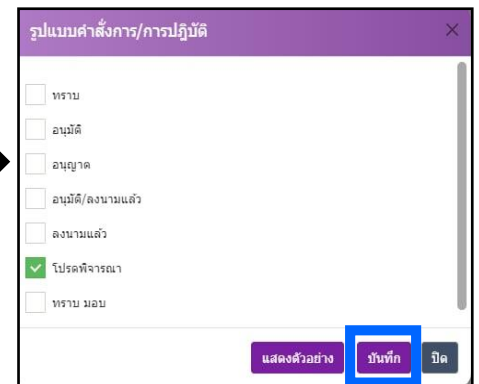 รูปแบบคำสั่งการ/การปฏิบัติ
ทราบ
อนุมัติ
อนุญาต
อนุมัติ/ลงนามแล้ว
ลงนามแล้ว
โปรดพิจารณา
ทราบ มอบ
แสดงตัวอย่าง บันทึก ปิด